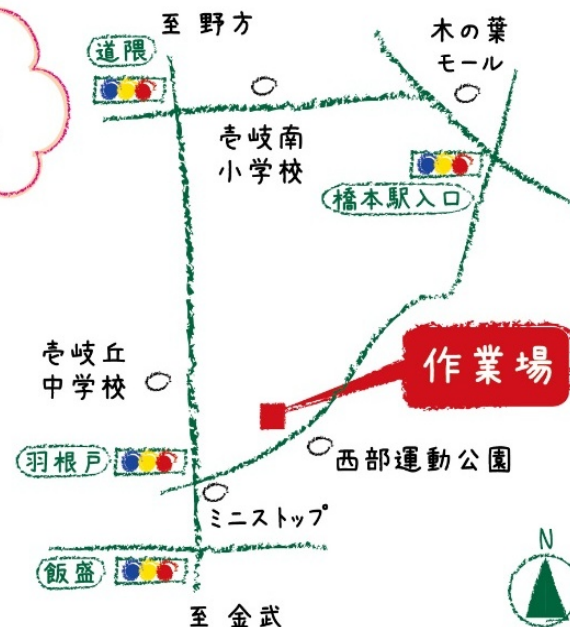 至 野方
道隈
木の葉
モール
壱岐南
小学校
橋本駅入口
壱岐丘
中学校
作業場
羽根戸
西部運動公園
ミニストップ
飯盛
N
至 金武